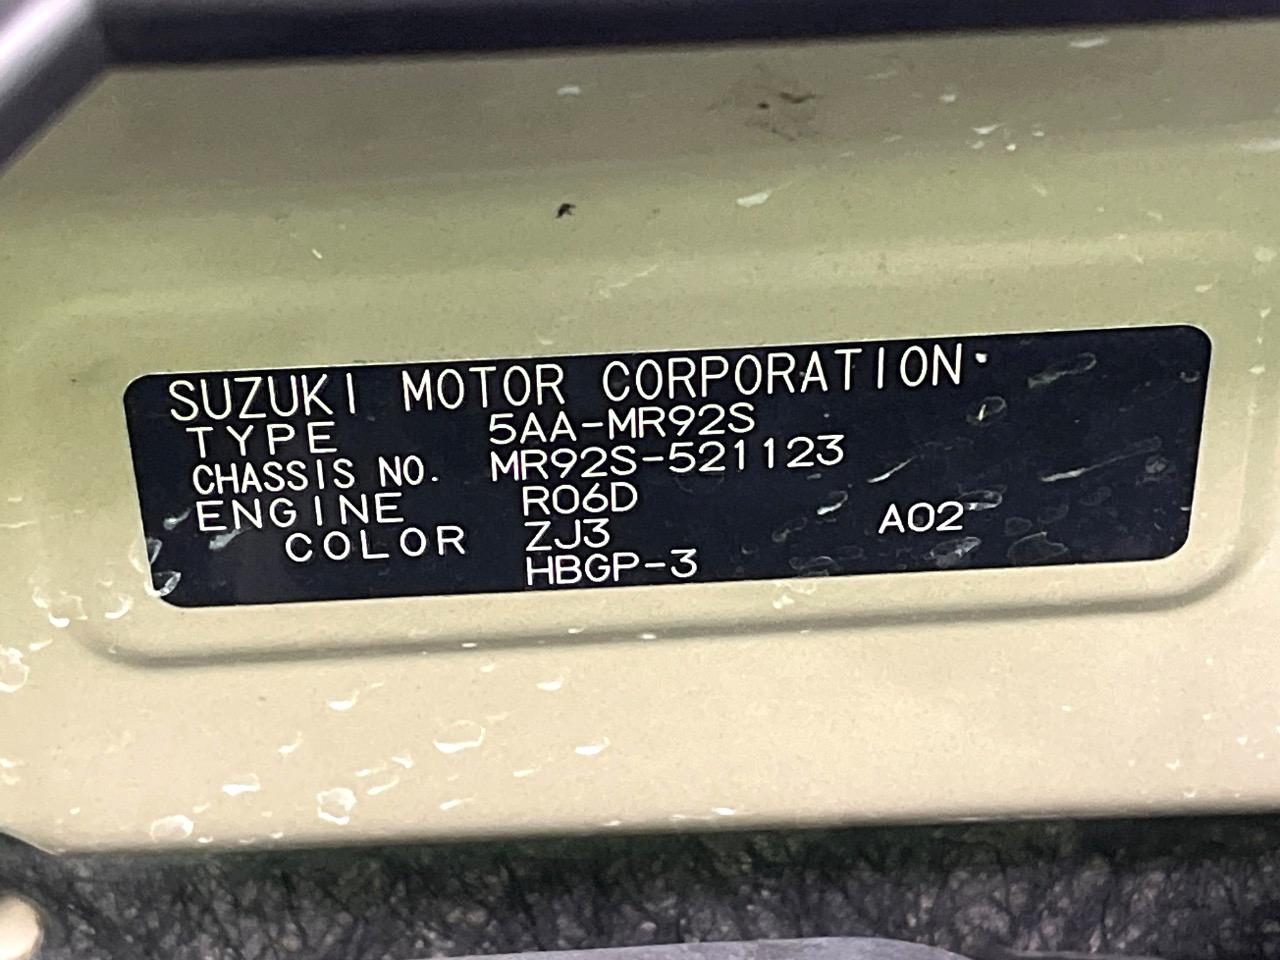 SUZUKI MOTOR CORPORATION
TYPE 5AA-MR92S
CHASSIS NO. MR92S-521123
ENGINE R06D
COLOR ZJ3 A02
HBGP-3